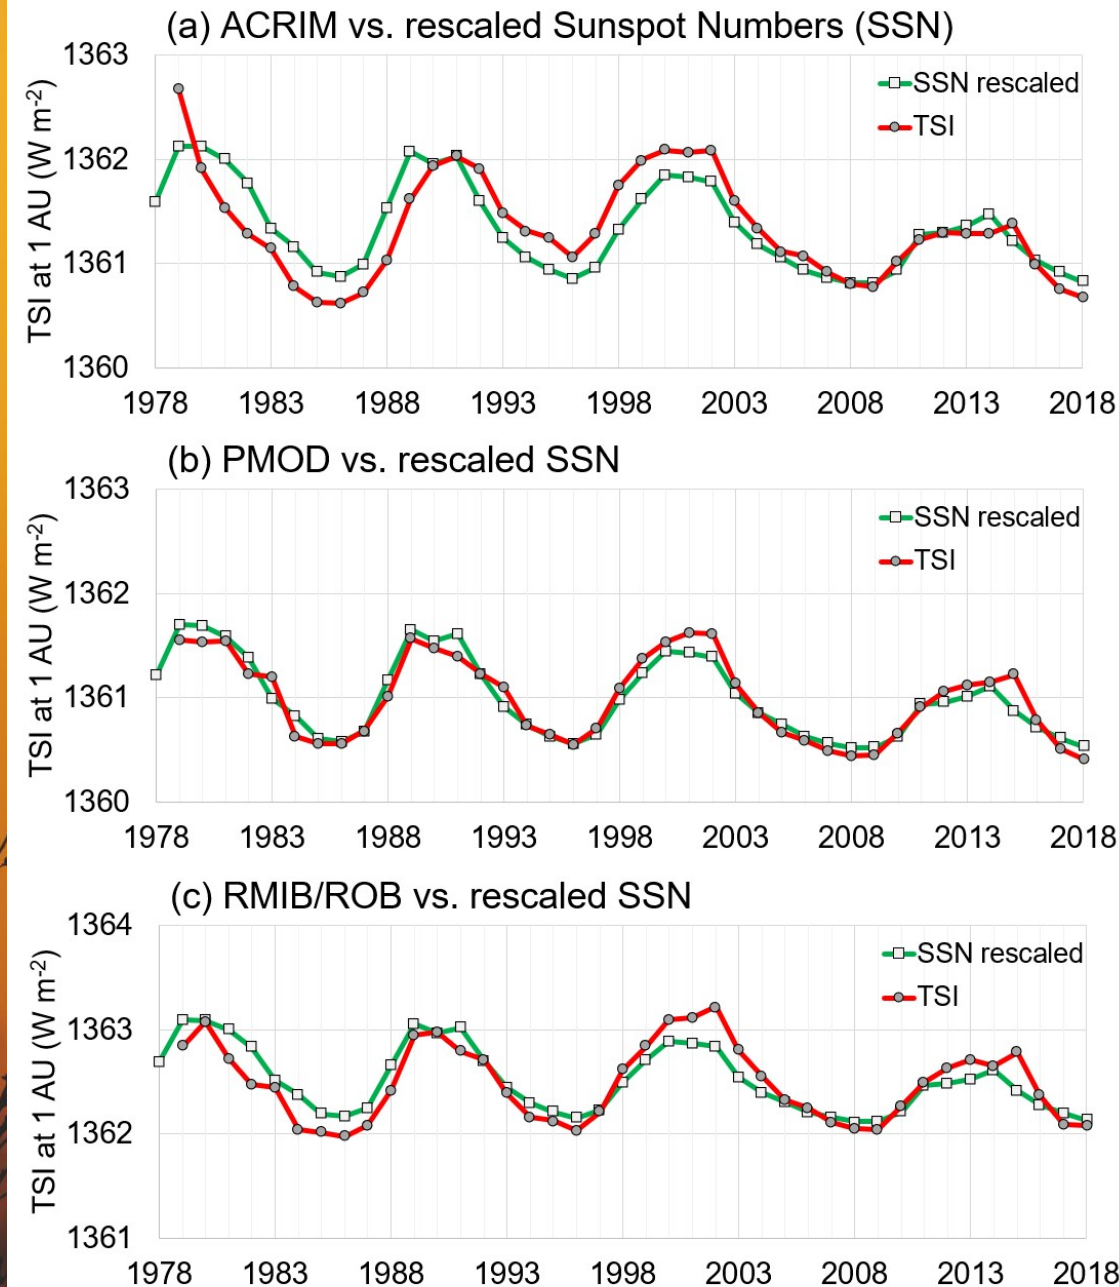 (a) ACRIM vs. rescaled Sunspot Numbers (SSN)
TSI at 1 AU (W m-2)
1363
1362
1361
1360
SSN rescaled
TSI
1978 1983 1988 1993 1998 2003 2008 2013 2018
(b) PMOD vs. rescaled SSN
TSI at 1 AU (W m-2)
1363
1362
1361
1360
SSN rescaled
TSI
1978 1983 1988 1993 1998 2003 2008 2013 2018
(c) RMIB/ROB vs. rescaled SSN
TSI at 1 AU (W m-2)
1364
1363
1362
1361
SSN rescaled
TSI
1978 1983 1988 1993 1998 2003 2008 2013 2018